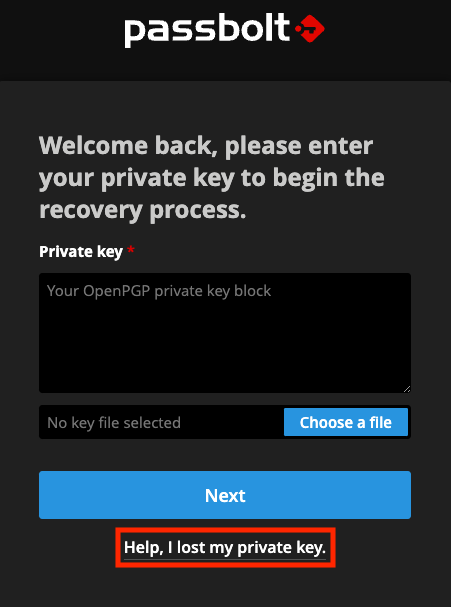 passbolt
Welcome back, please enter
your private key to begin the
recovery process.
Private key *
Your OpenPGP private key block
No key file selected
Choose a file
Next
Help, I lost my private key.